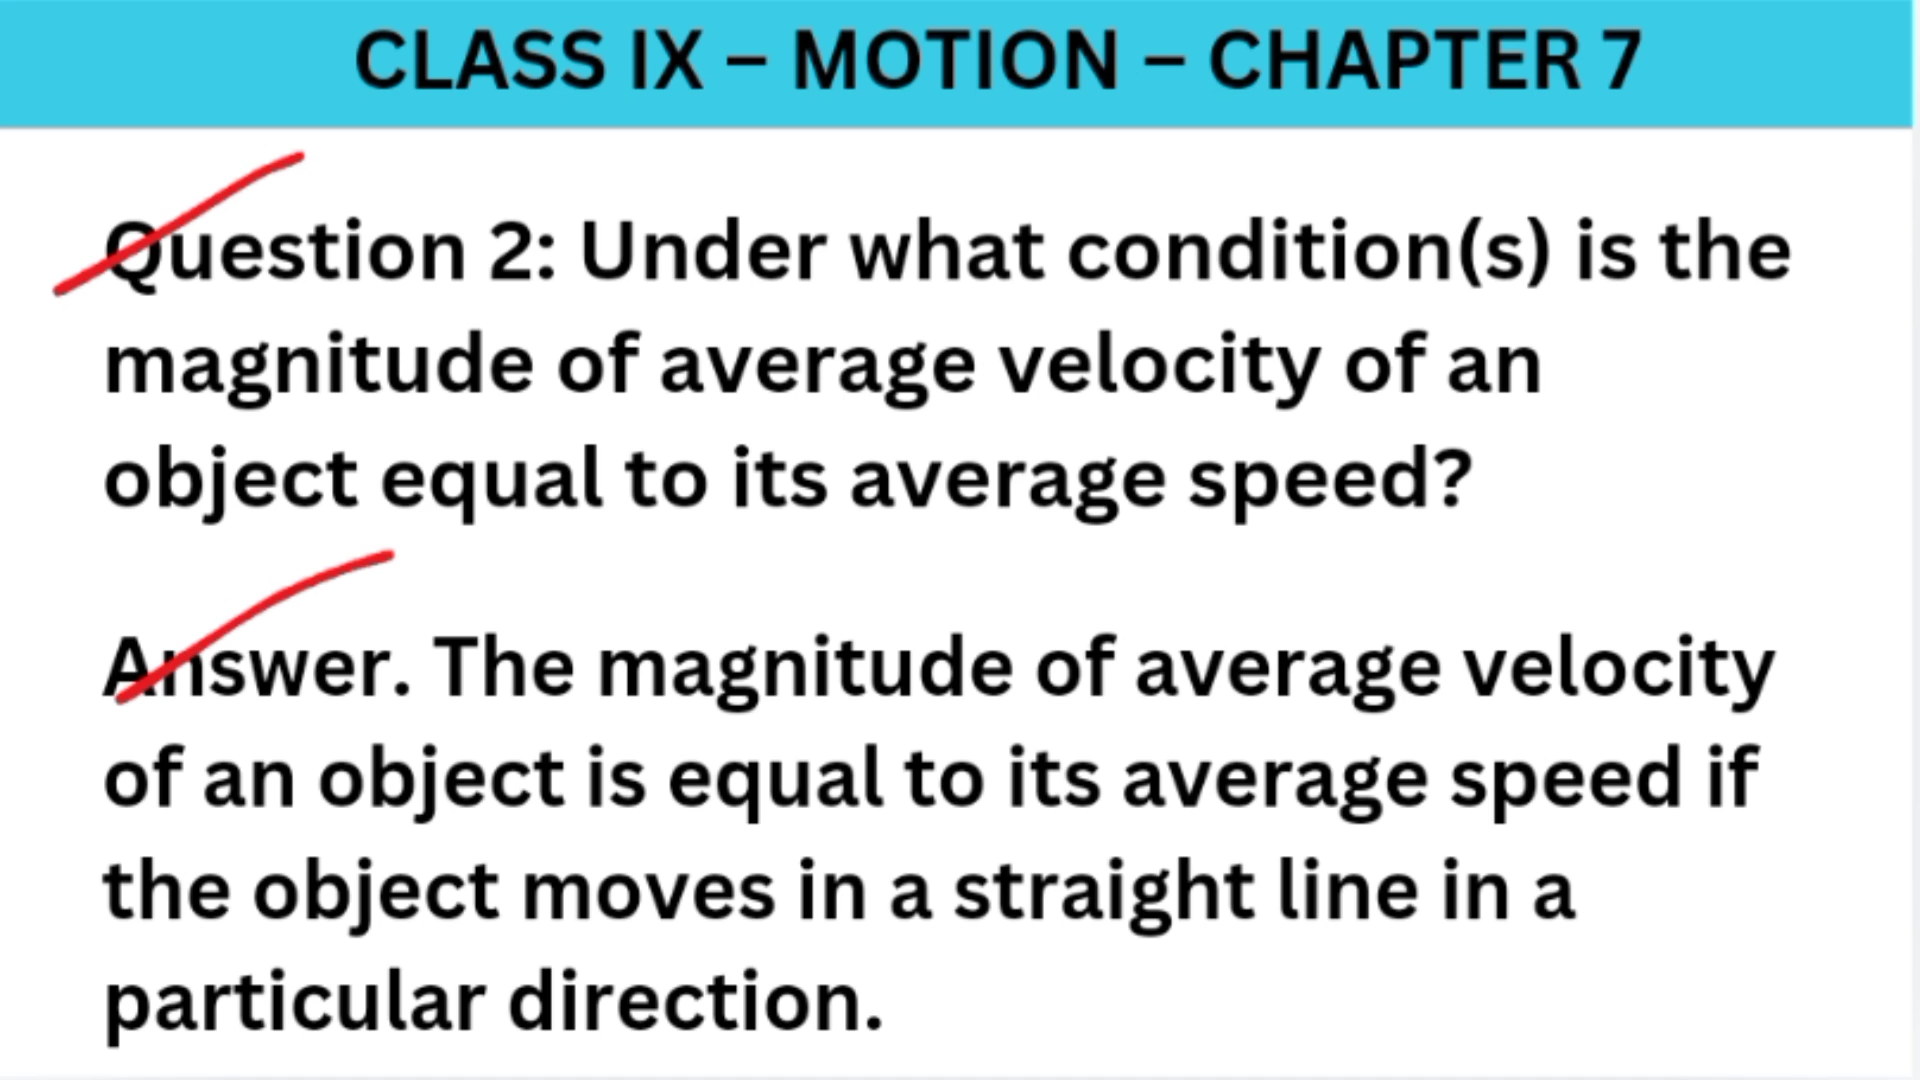 CLASS IX – MOTION – CHAPTER 7
Question 2: Under what condition(s) is the
magnitude of average velocity of an
object equal to its average speed?
Answer. The magnitude of average velocity
of an object is equal to its average speed if
the object moves in a straight line in a
particular direction.